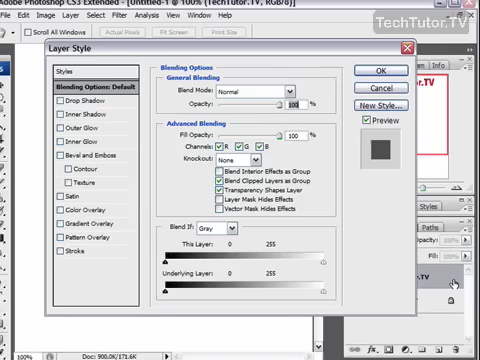 Adobe Photoshop CS3 Extended - [Untitled-1 @ 100% (TechTutor.TV, RGB/8)]
TechTutor.TV
Image Layer Select Filter Analysis View Window Help
Scroll All Windows Actual Pixels Fit Screen Print Size
Layer Style
Styles
Blending Options: Default
Drop Shadow
Inner Shadow
Outer Glow
Inner Glow
Bevel and Emboss
Contour
Texture
Satin
Color Overlay
Gradient Overlay
Pattern Overlay
Stroke
Blending Options
General Blending
Blend Mode: Normal
Opacity: 100 %
Advanced Blending
Fill Opacity: 100 %
Channels: R G B
Knockout: None
Blend Interior Effects as Group
Blend Clipped Layers as Group
Transparency Shapes Layer
Layer Mask Hides Effects
Vector Mask Hides Effects
Blend If: Gray
This Layer: 0 255
Underlying Layer: 0 255
OK
Cancel
New Style...
Preview
r.TV
Styles
Paths
Opacity: 100%
Fill: 100%
r.TV
100% Doc: 900.0K/171.6K